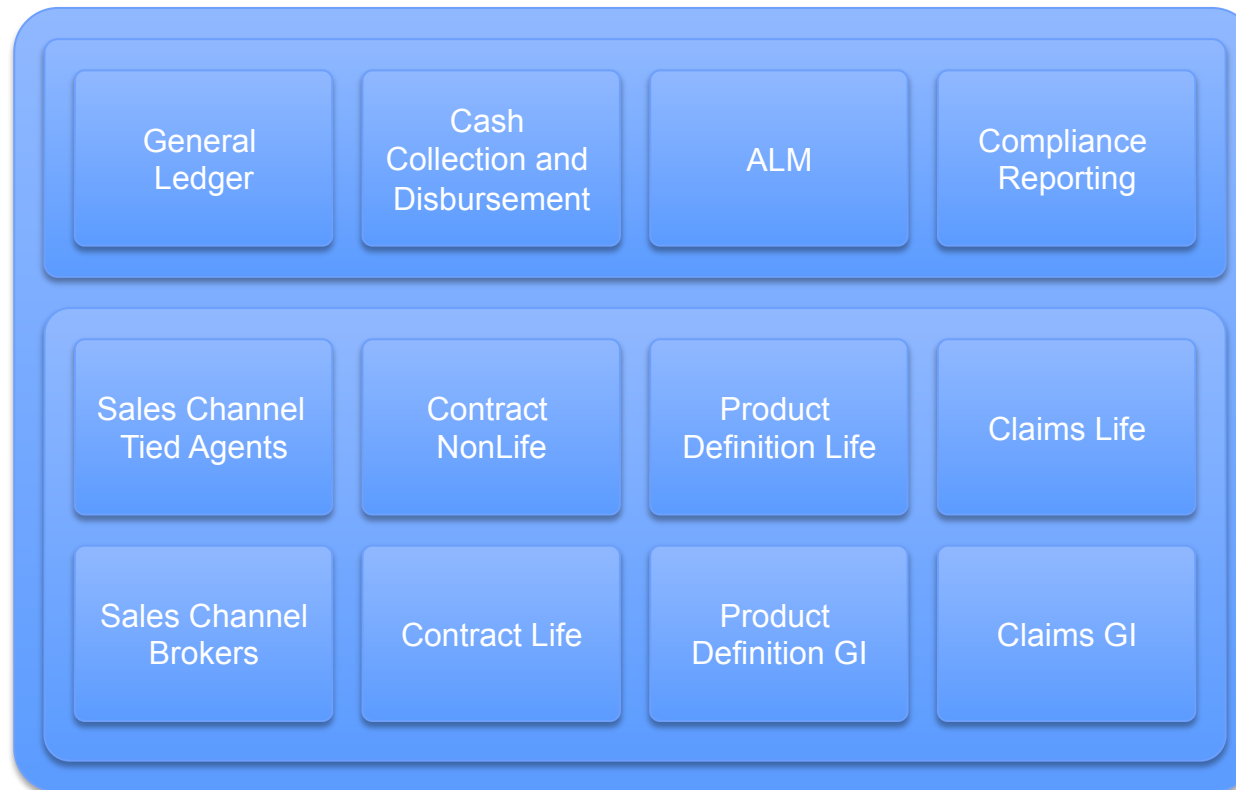 General
Ledger
Cash
Collection and
Disbursement
ALM
Compliance
Reporting
Sales Channel
Tied Agents
Contract
NonLife
Product
Definition Life
Claims Life
Sales Channel
Brokers
Contract Life
Product
Definition GI
Claims GI